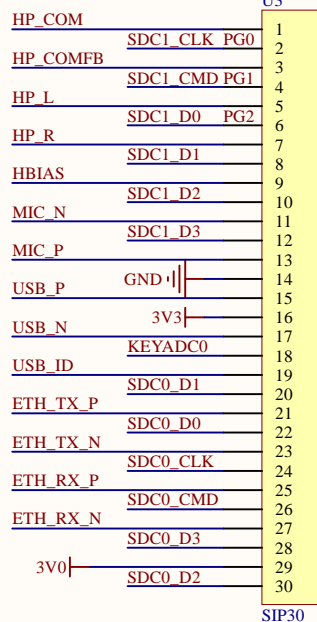 U3
HP_COM 1
SDC1_CLK PG0 2
HP_COMFB 3
SDC1_CMD PG1 4
HP_L 5
SDC1_D0 PG2 6
HP_R 7
SDC1_D1 8
HBIAS 9
SDC1_D2 10
MIC_N 11
SDC1_D3 12
MIC_P 13
GND 14
USB_P 15
3V3 16
USB_N 17
KEYADC0 18
USB_ID 19
SDC0_D1 20
ETH_TX_P 21
SDC0_D0 22
ETH_TX_N 23
SDC0_CLK 24
ETH_RX_P 25
SDC0_CMD 26
ETH_RX_N 27
SDC0_D3 28
3V0 29
SDC0_D2 30
SIP30